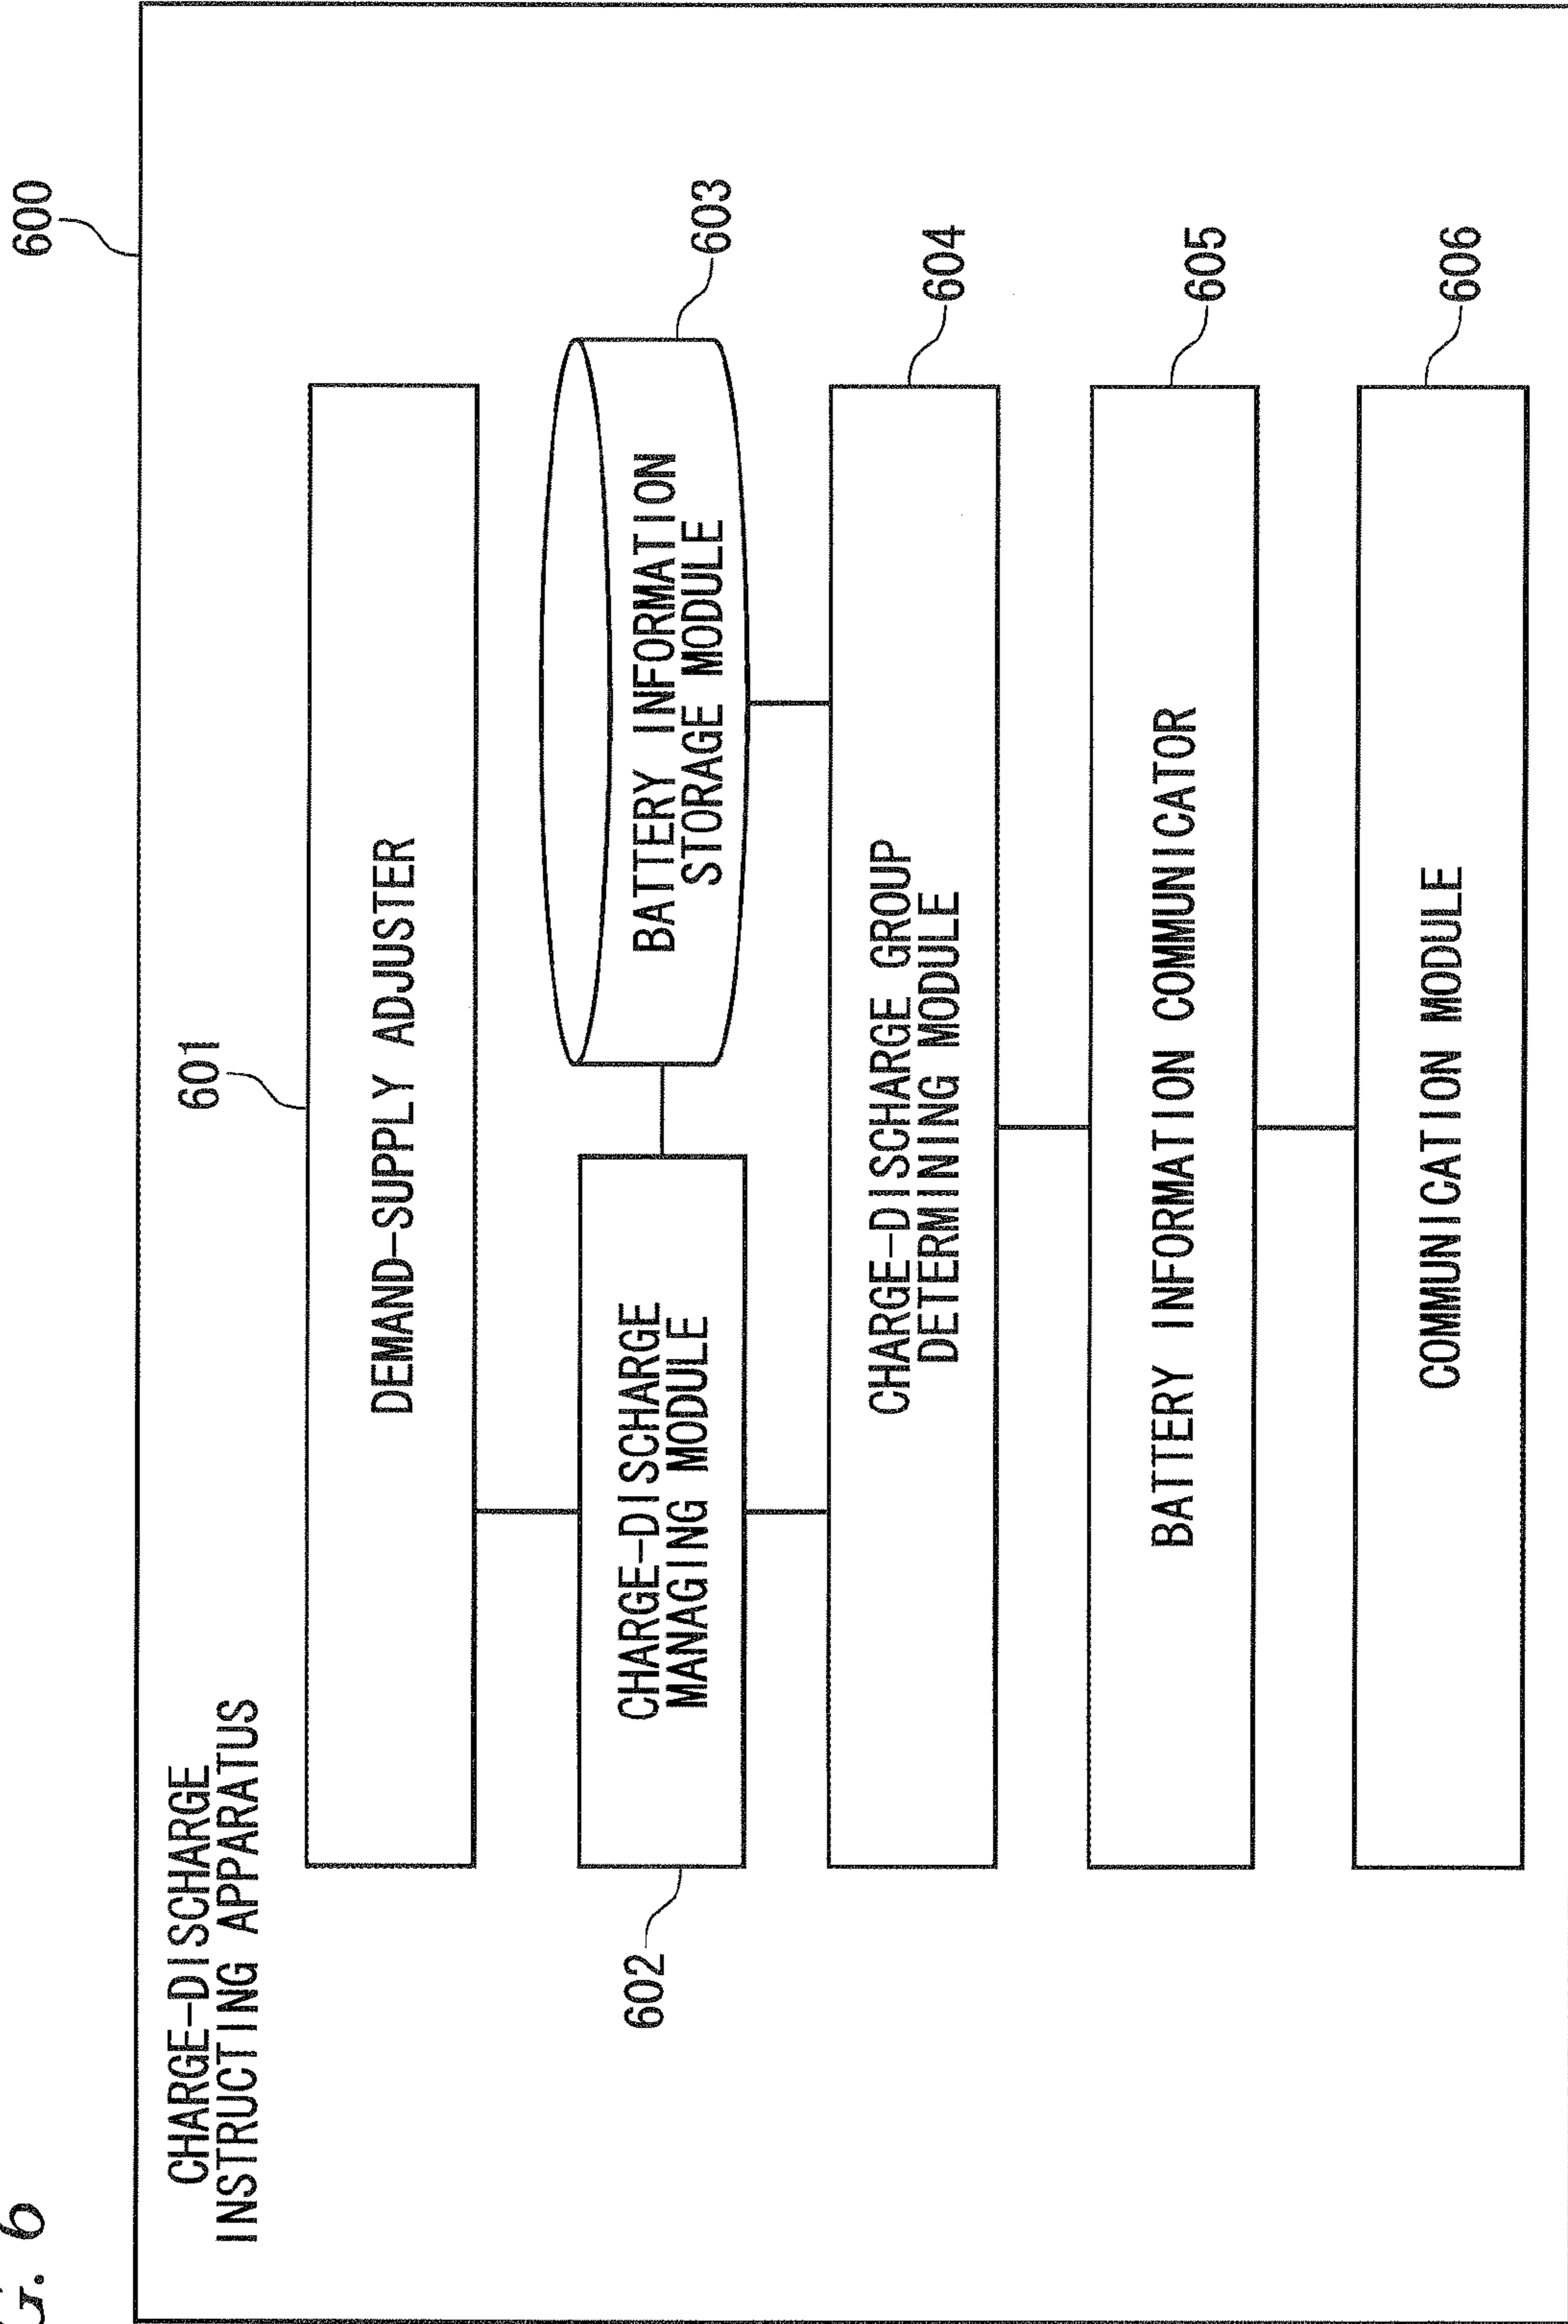 G. 6
600
CHARGE-DISCHARGE
INSTRUCTING APPARATUS
601
DEMAND-SUPPLY ADJUSTER
602
CHARGE-DISCHARGE
MANAGING MODULE
BATTERY INFORMATION
STORAGE MODULE
603
CHARGE-DISCHARGE GROUP
DETERMINING MODULE
604
BATTERY INFORMATION COMMUNICATOR
605
COMMUNICATION MODULE
606